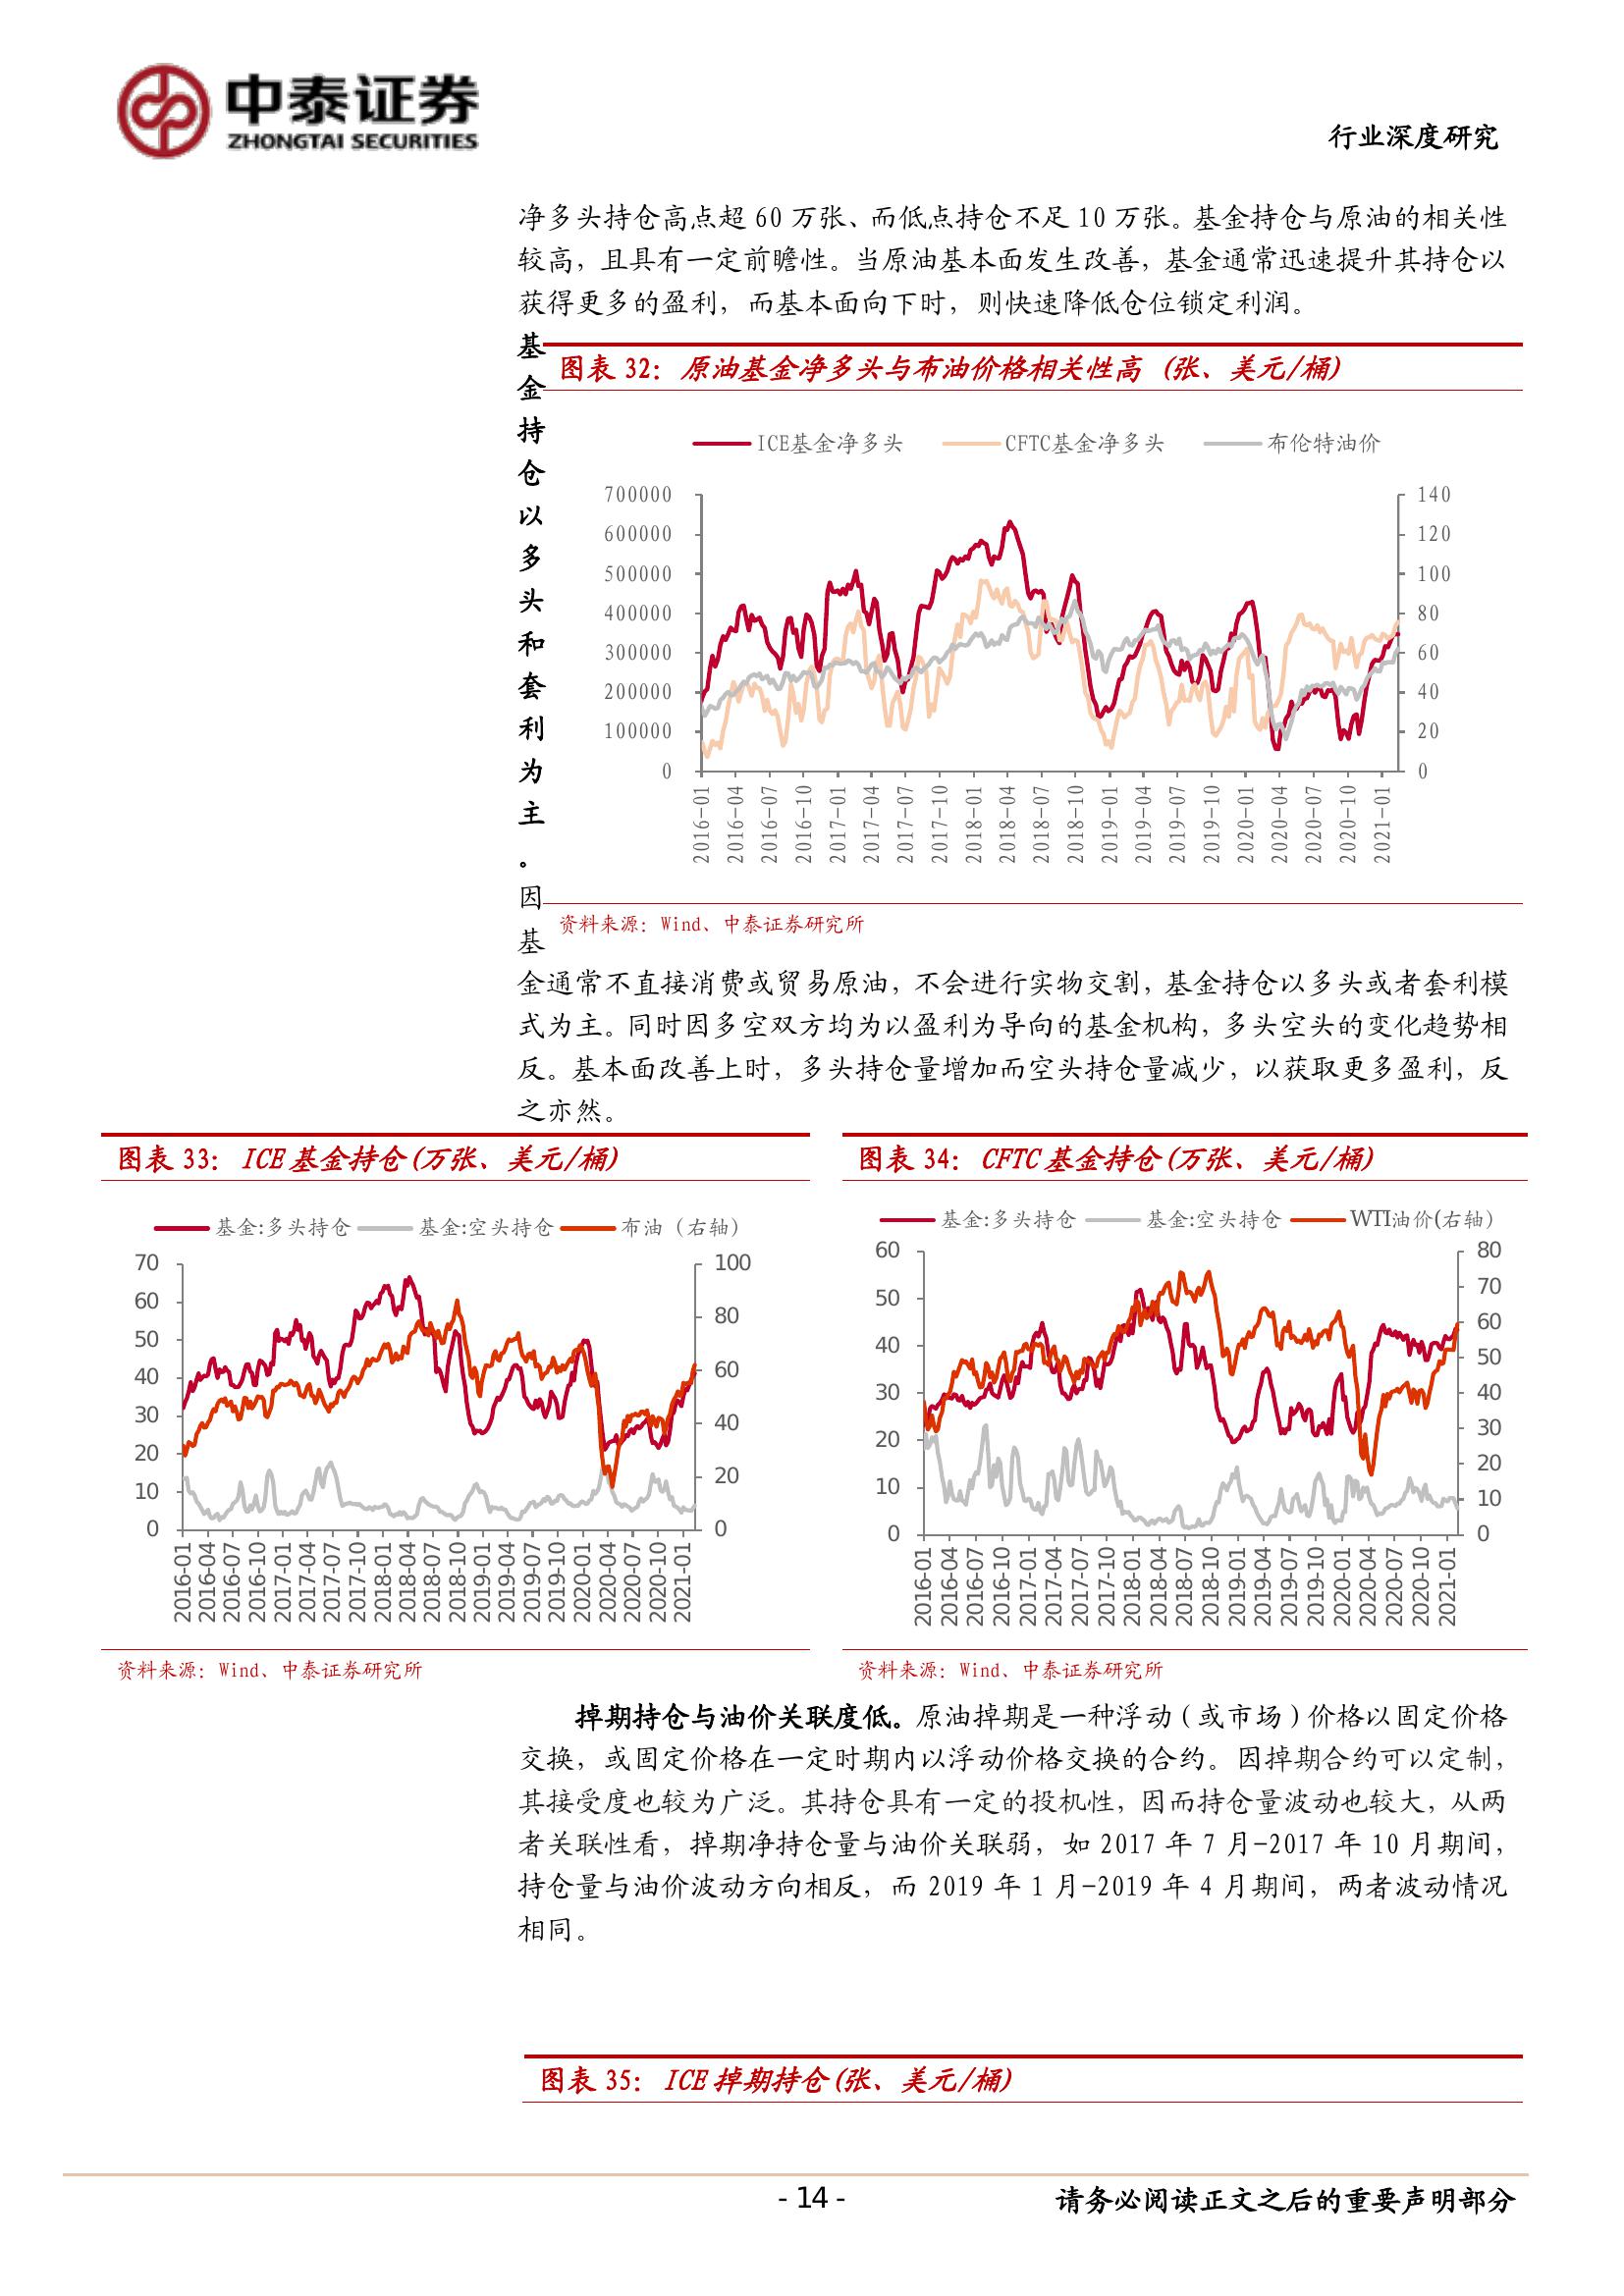 中泰证券
ZHONGTAI SECURITIES
行业深度研究
净多头持仓高点超 60 万张、而低点持仓不足 10 万张。基金持仓与原油的相关性
较高，且具有一定前瞻性。当原油基本面发生改善，基金通常迅速提升其持仓以
获得更多的盈利，而基本面向下时，则快速降低仓位锁定利润。
基
金
持
仓
以
多
头
和
套
利
为
主
。
因
基
图表 32：原油基金净多头与布油价格相关性高 (张、美元/桶)
ICE基金净多头 CFTC基金净多头 布伦特油价
700000
600000
500000
400000
300000
200000
100000
0
140
120
100
80
60
40
20
0
2016-01
2016-04
2016-07
2016-10
2017-01
2017-04
2017-07
2017-10
2018-01
2018-04
2018-07
2018-10
2019-01
2019-04
2019-07
2019-10
2020-01
2020-04
2020-07
2020-10
2021-01
资料来源：Wind、中泰证券研究所
金通常不直接消费或贸易原油，不会进行实物交割，基金持仓以多头或者套利模
式为主。同时因多空双方均为以盈利为导向的基金机构，多头空头的变化趋势相
反。基本面改善上时，多头持仓量增加而空头持仓量减少，以获取更多盈利，反
之亦然。
图表 33：ICE 基金持仓(万张、美元/桶)
基金:多头持仓 基金:空头持仓 布油（右轴）
70
60
50
40
30
20
10
0
100
80
60
40
20
0
2016-01
2016-04
2016-07
2016-10
2017-01
2017-04
2017-07
2017-10
2018-01
2018-04
2018-07
2018-10
2019-01
2019-04
2019-07
2019-10
2020-01
2020-04
2020-07
2020-10
2021-01
资料来源：Wind、中泰证券研究所
图表 34：CFTC 基金持仓(万张、美元/桶)
基金:多头持仓 基金:空头持仓 WTI油价(右轴)
60
50
40
30
20
10
0
80
70
60
50
40
30
20
10
0
2016-01
2016-04
2016-07
2016-10
2017-01
2017-04
2017-07
2017-10
2018-01
2018-04
2018-07
2018-10
2019-01
2019-04
2019-07
2019-10
2020-01
2020-04
2020-07
2020-10
2021-01
资料来源：Wind、中泰证券研究所
掉期持仓与油价关联度低。原油掉期是一种浮动（或市场）价格以固定价格
交换，或固定价格在一定时期内以浮动价格交换的合约。因掉期合约可以定制，
其接受度也较为广泛。其持仓具有一定的投机性，因而持仓量波动也较大，从两
者关联性看，掉期净持仓量与油价关联弱，如 2017 年 7 月-2017 年 10 月期间，
持仓量与油价波动方向相反，而 2019 年 1 月-2019 年 4 月期间，两者波动情况
相同。
图表 35：ICE 掉期持仓(张、美元/桶)
- 14 -
请务必阅读正文之后的重要声明部分